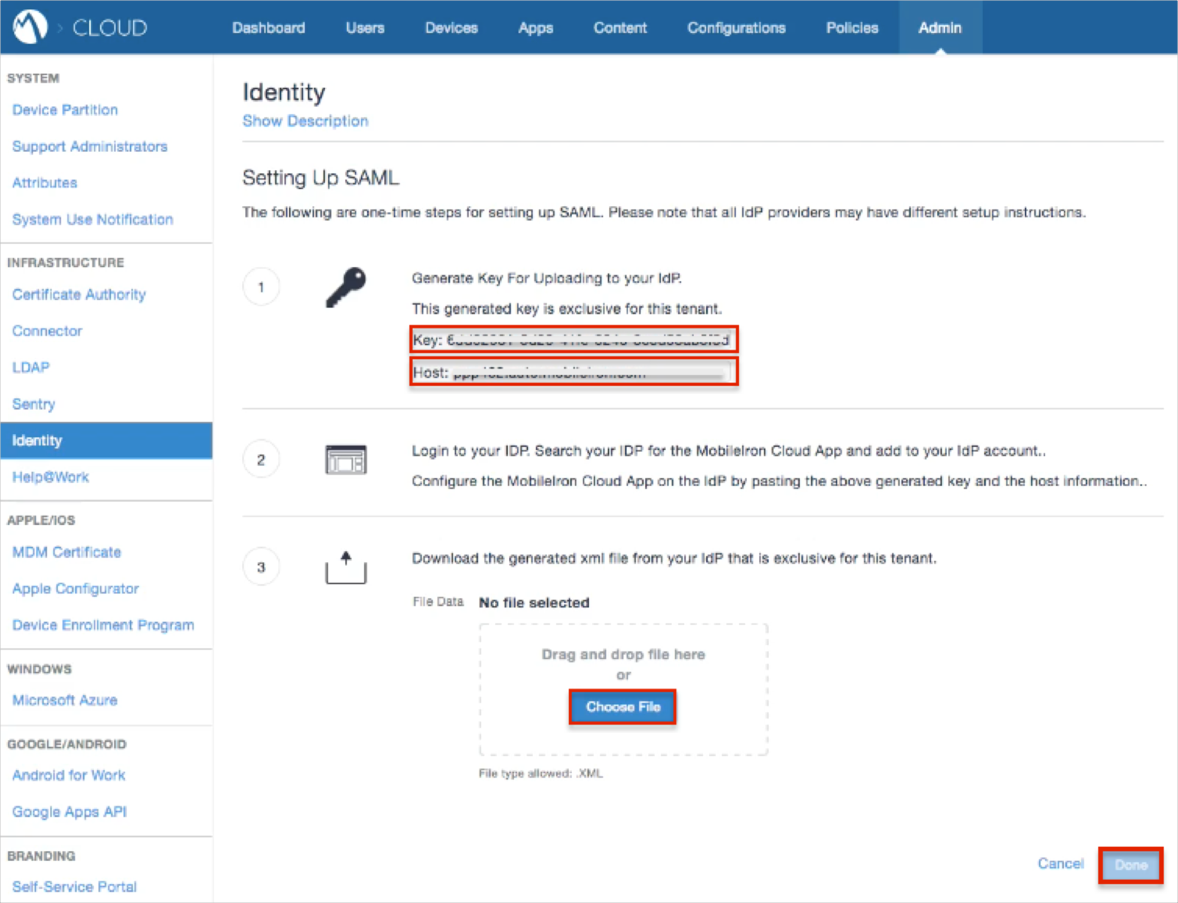 CLOUD
Dashboard
Users
Devices
Apps
Content
Configurations
Policies
Admin
SYSTEM
Device Partition
Support Administrators
Attributes
System Use Notification
INFRASTRUCTURE
Certificate Authority
Connector
LDAP
Sentry
Identity
Help@Work
APPLE/IOS
MDM Certificate
Apple Configurator
Device Enrollment Program
WINDOWS
Microsoft Azure
GOOGLE/ANDROID
Android for Work
Google Apps API
BRANDING
Self-Service Portal
Identity
Show Description
Setting Up SAML
The following are one-time steps for setting up SAML. Please note that all IdP providers may have different setup instructions.
1
Generate Key For Uploading to your IdP.
This generated key is exclusive for this tenant.
Key:
Host:
2
Login to your IDP. Search your IDP for the MobileIron Cloud App and add to your IdP account..
Configure the MobileIron Cloud App on the IdP by pasting the above generated key and the host information..
3
Download the generated xml file from your IdP that is exclusive for this tenant.
File Data No file selected
Drag and drop file here
or
Choose File
File type allowed: .XML
Cancel
Done